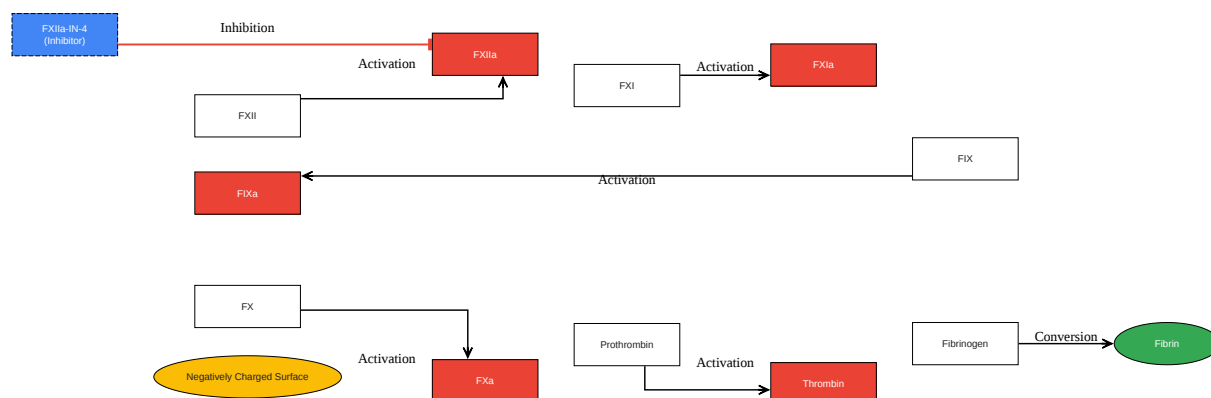 FXIIa-IN-4
(Inhibitor)
Inhibition
FXIIa
Activation
FXII
FXI
Activation
FXIa
FIX
Activation
FIXa
FX
Activation
FXa
Negatively Charged Surface
Prothrombin
Activation
Thrombin
Fibrinogen
Conversion
Fibrin